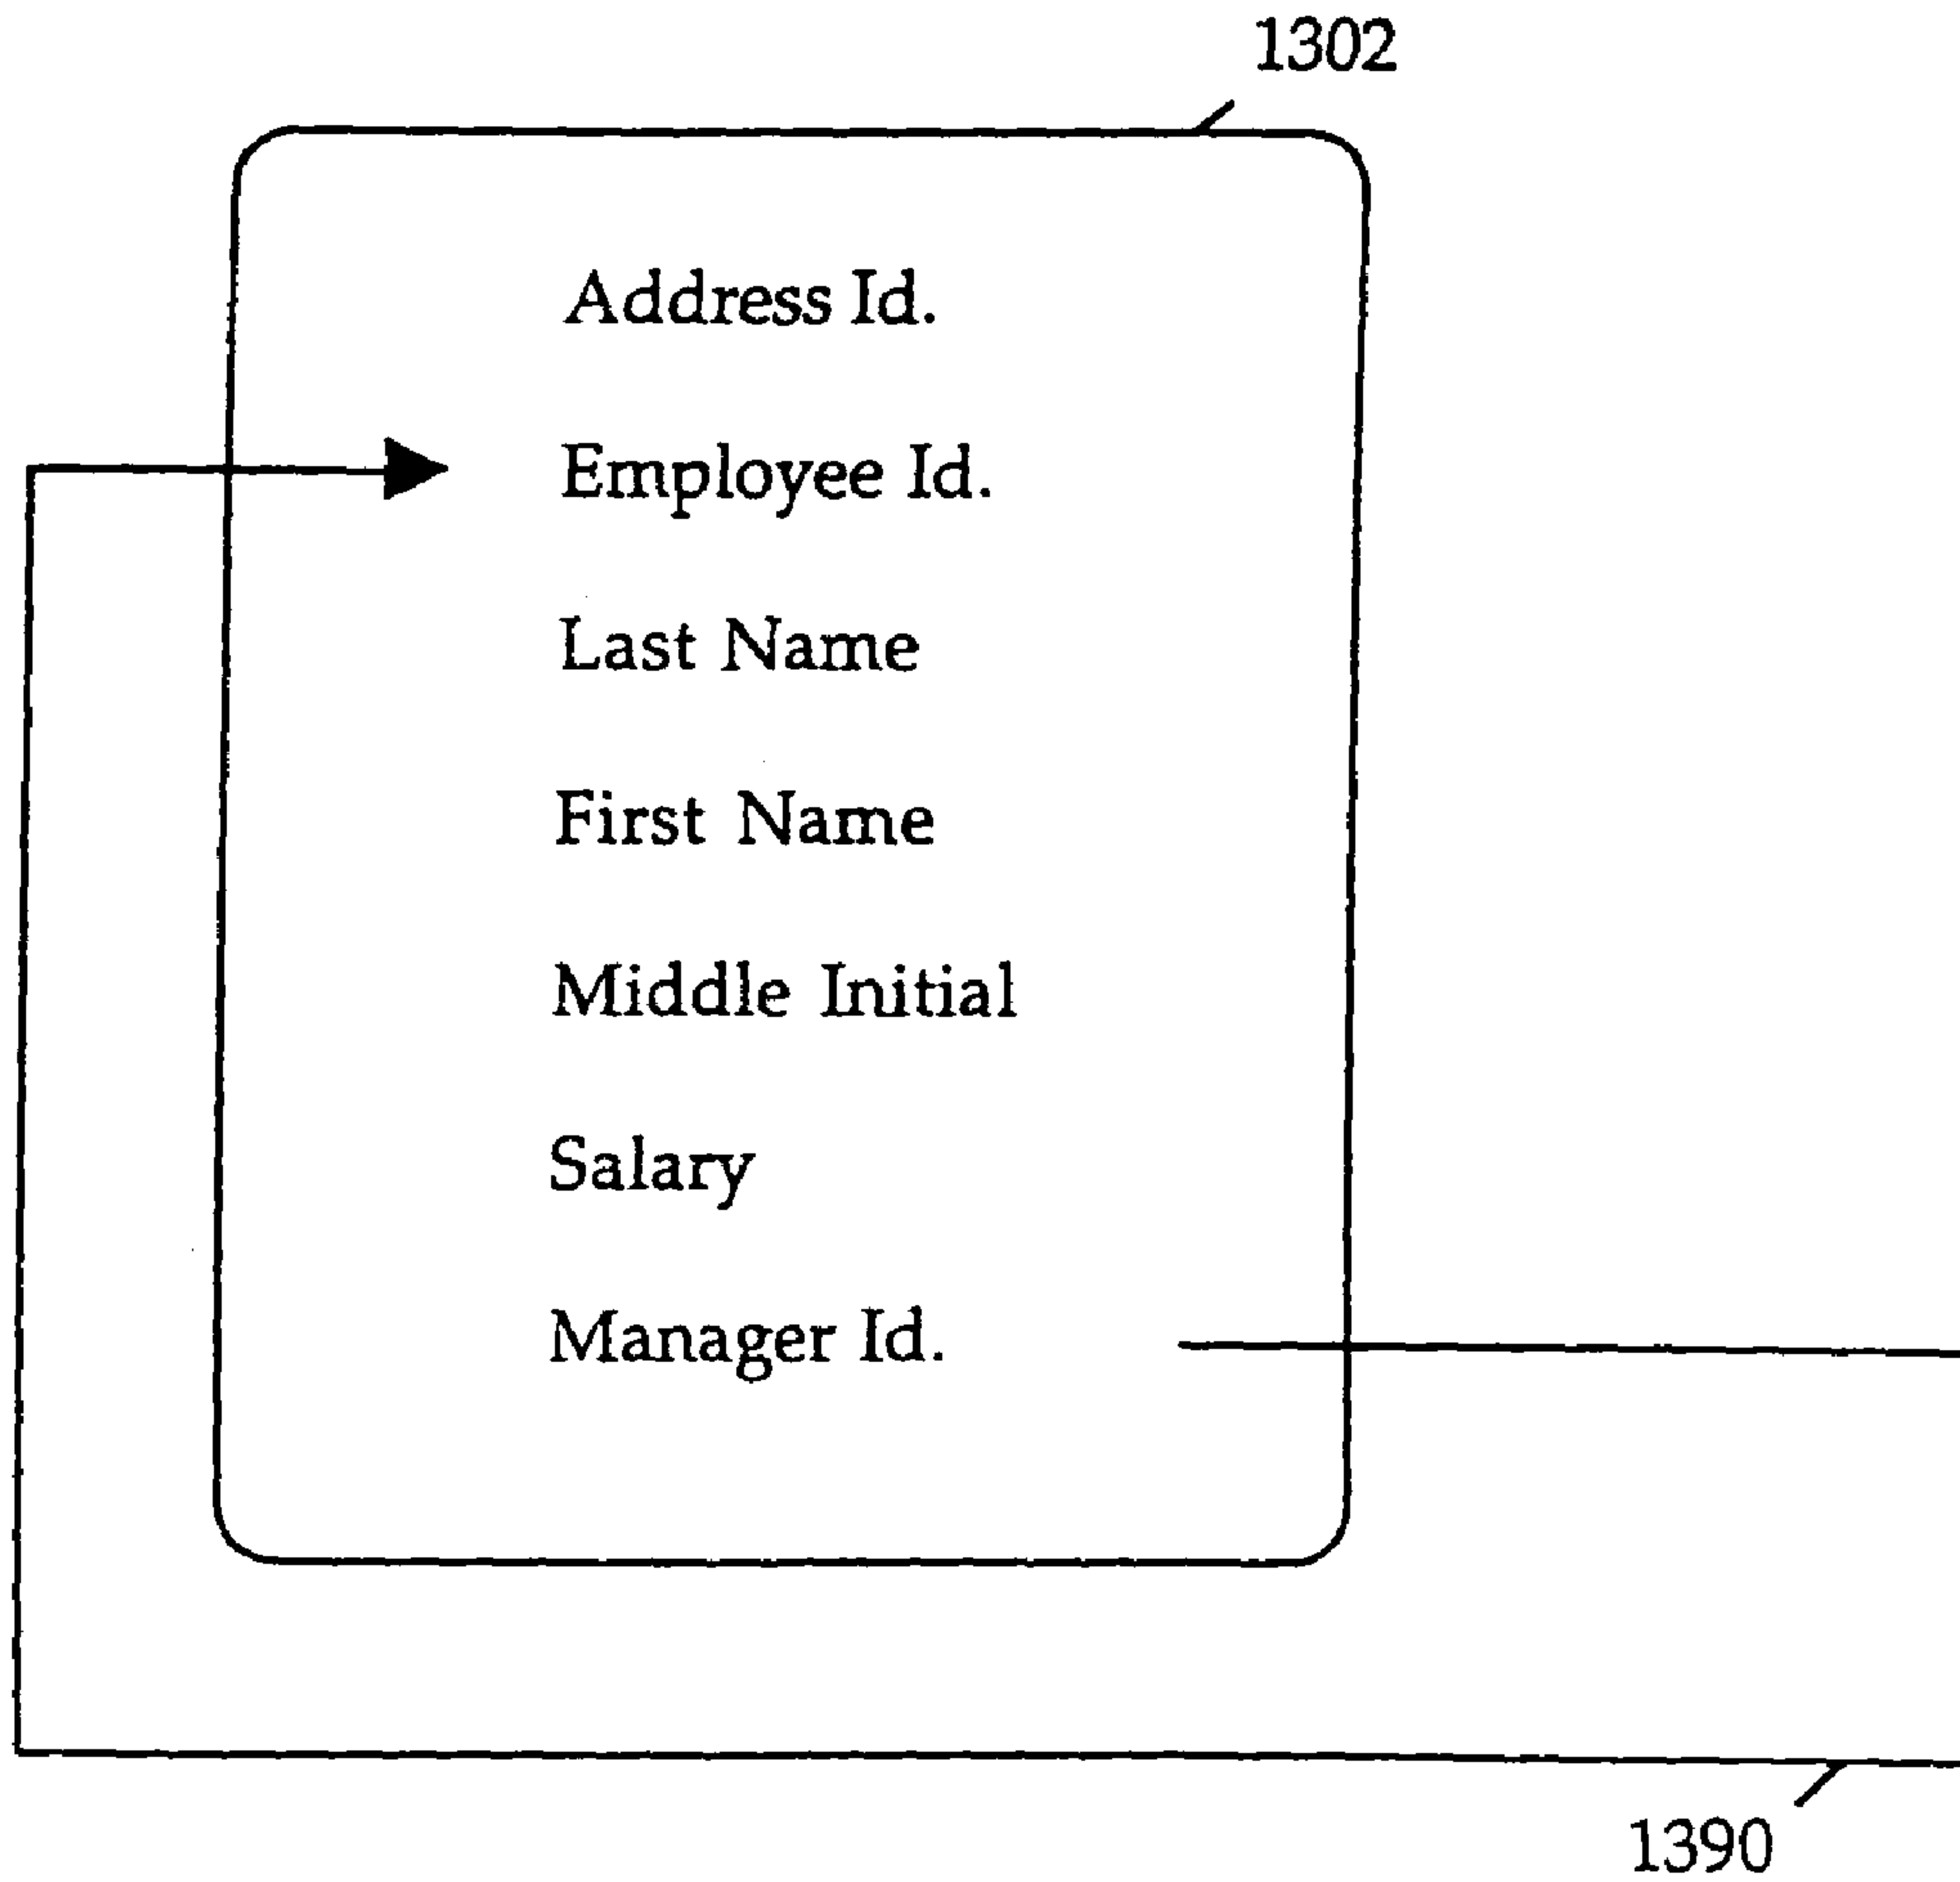 1302
Address Id.
Employee Id.
Last Name
First Name
Middle Initial
Salary
Manager Id.
1390